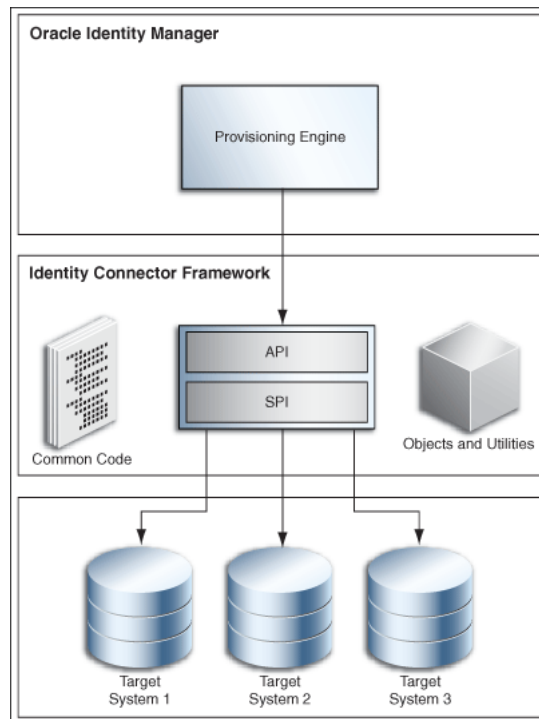 Oracle Identity Manager
Provisioning Engine
Identity Connector Framework
API
SPI
Common Code
Objects and Utilities
Target
System 1
Target
System 2
Target
System 3